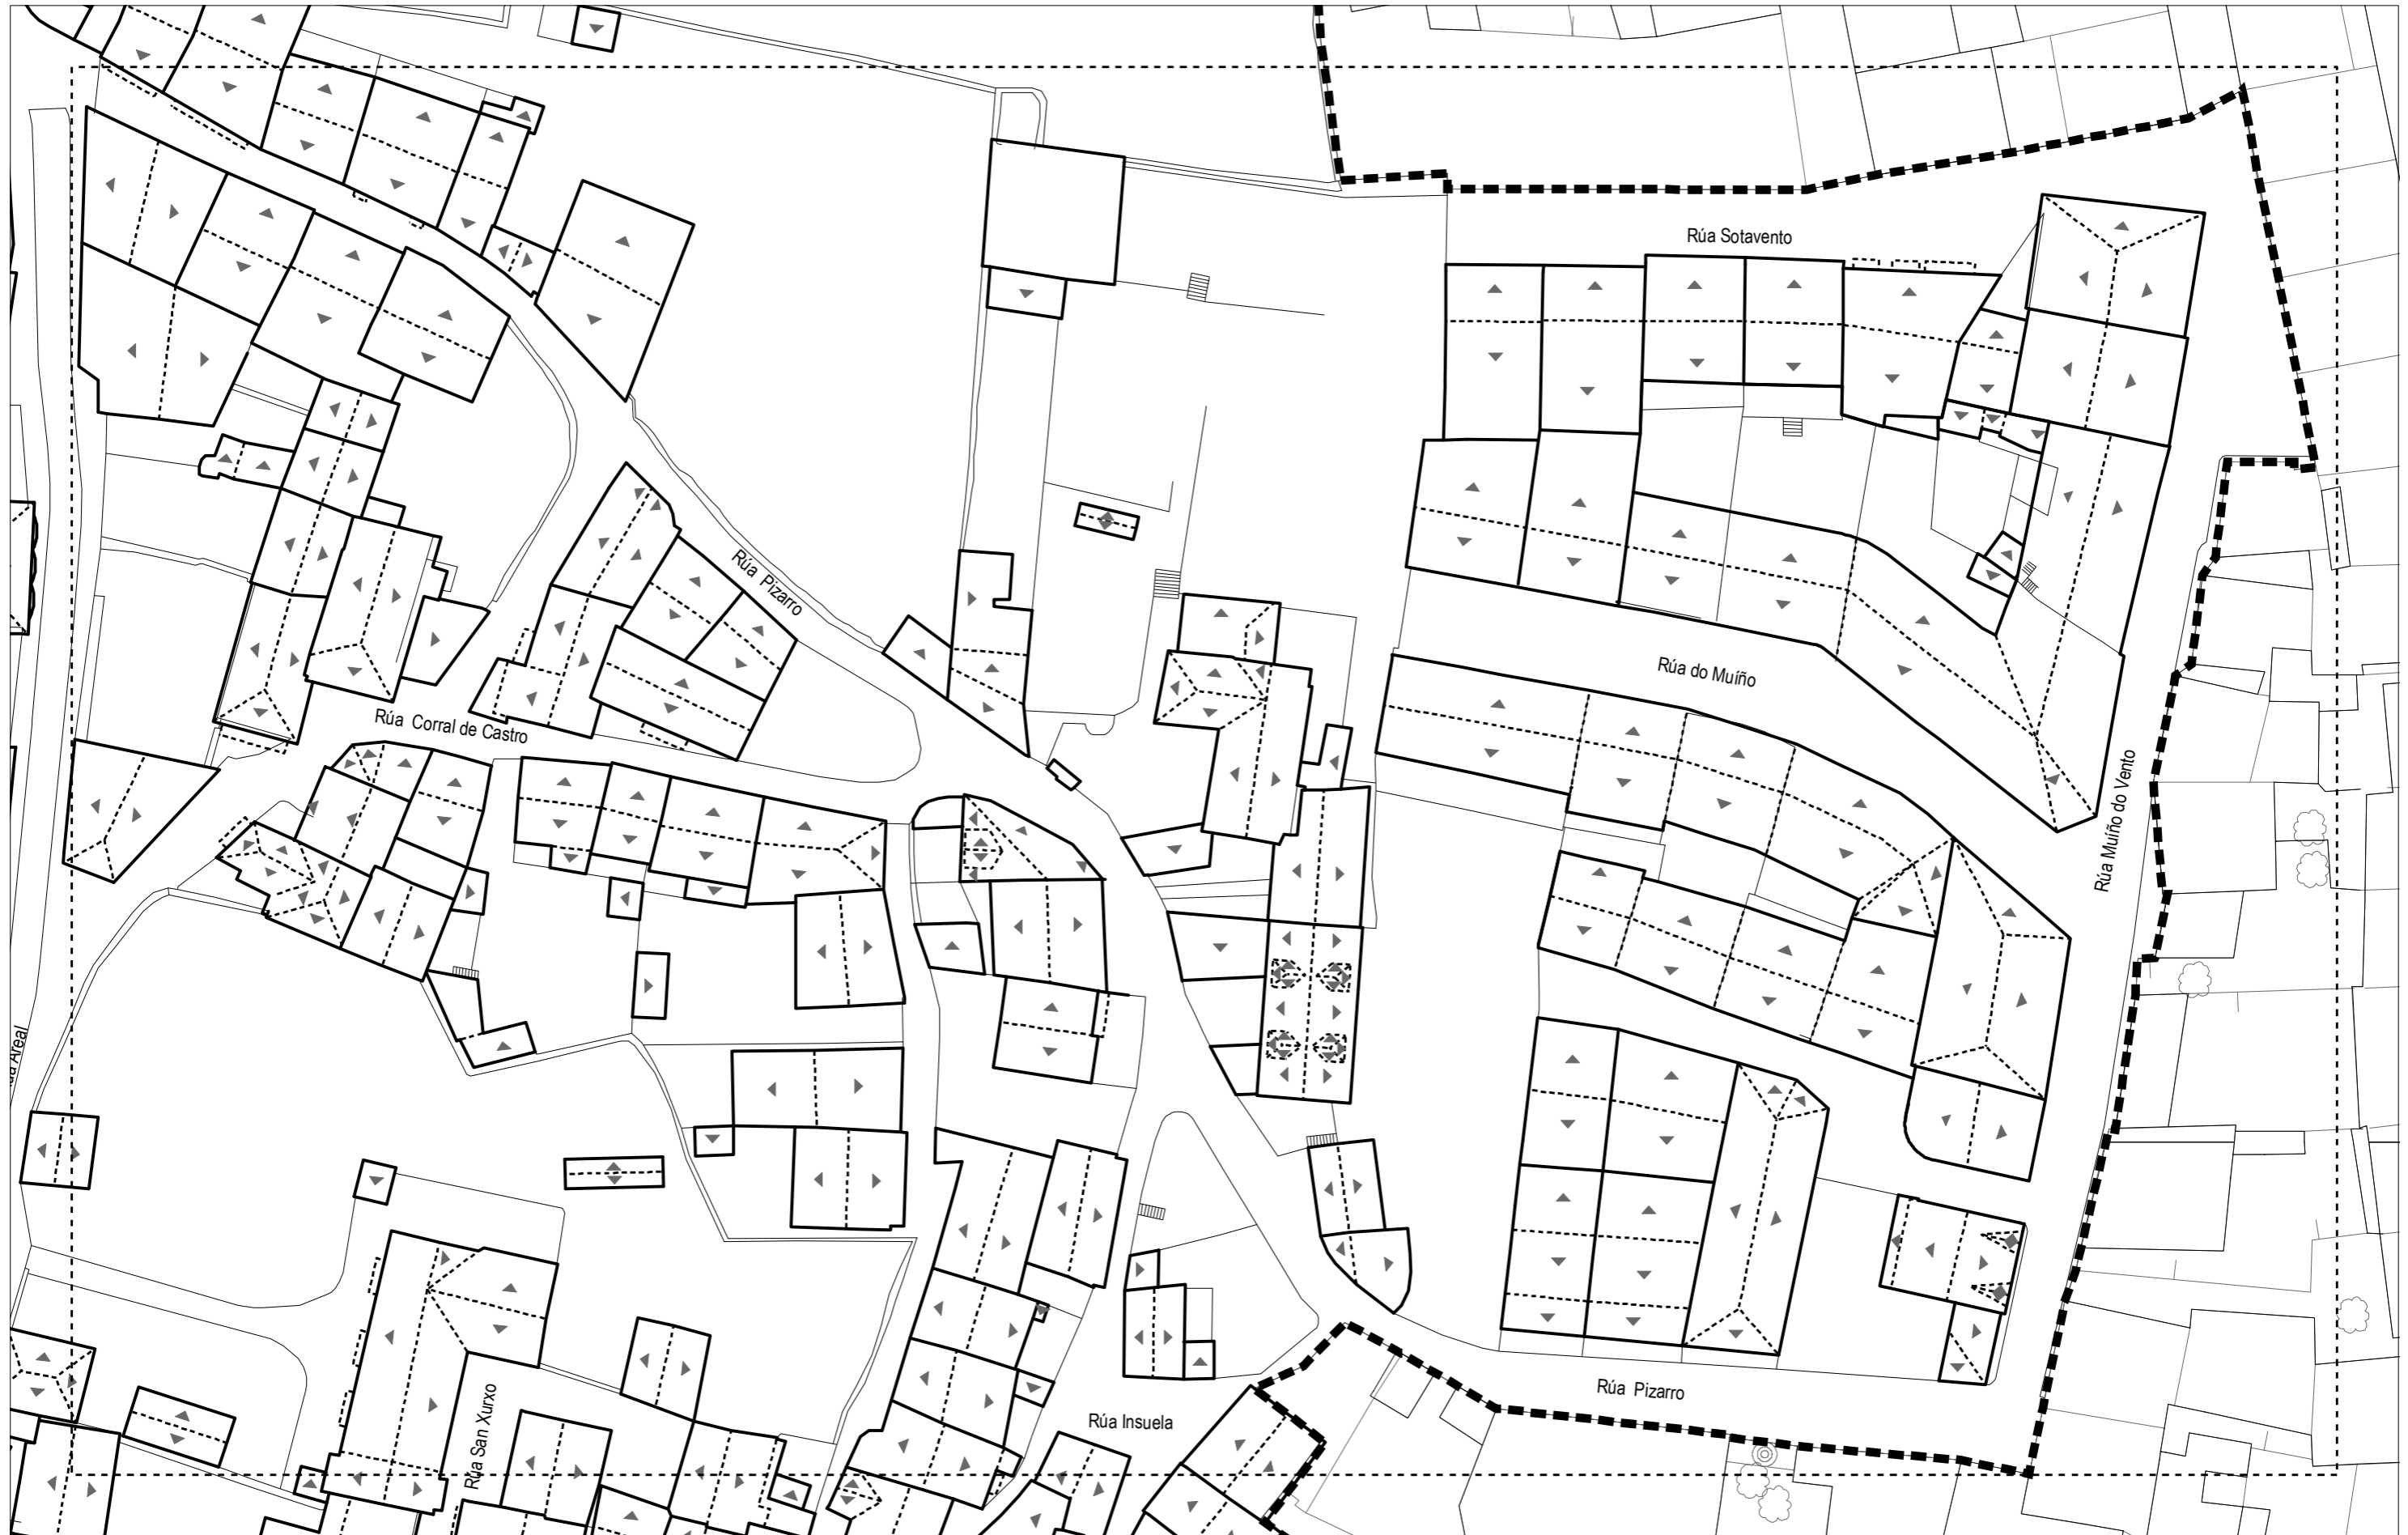 Rúa Sotavento
Rúa Pizarro
Rúa do Muíño
Rúa Corral de Castro
Rúa Muíño do Vento
Areal
Rúa Pizarro
Rúa San Xurxo
Rúa Insuela